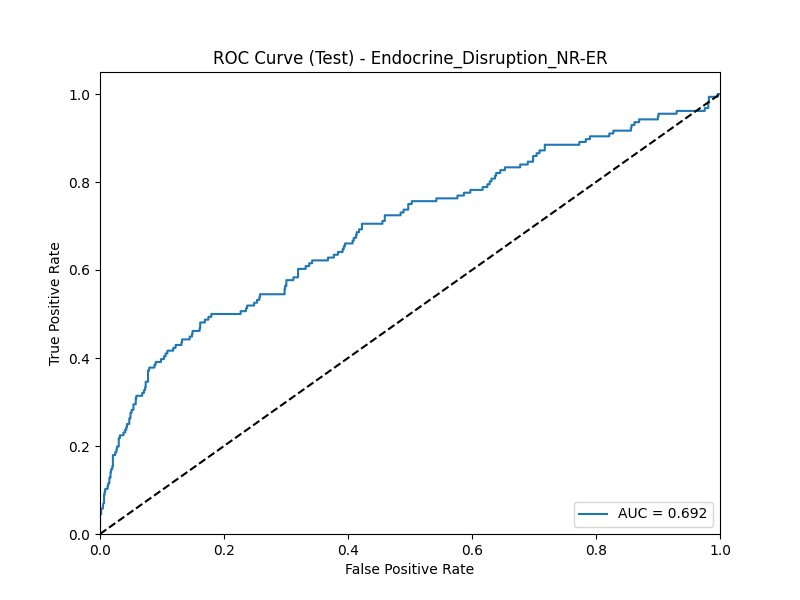 ROC Curve (Test) - Endocrine_Disruption_NR-ER
1.0
0.8
0.6
0.4
0.2
0.0
True Positive Rate
AUC = 0.692
0.0 0.2 0.4 0.6 0.8 1.0
False Positive Rate